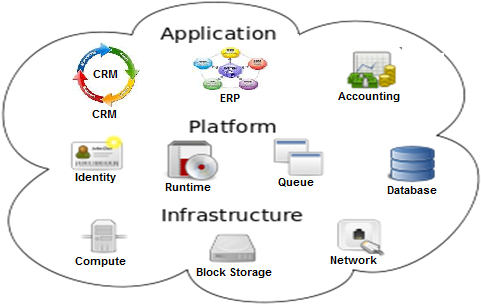 Application
CRM
CRM
ERP
Accounting
Platform
Identity
Runtime
Queue
Database
Infrastructure
Compute
Block Storage
Network